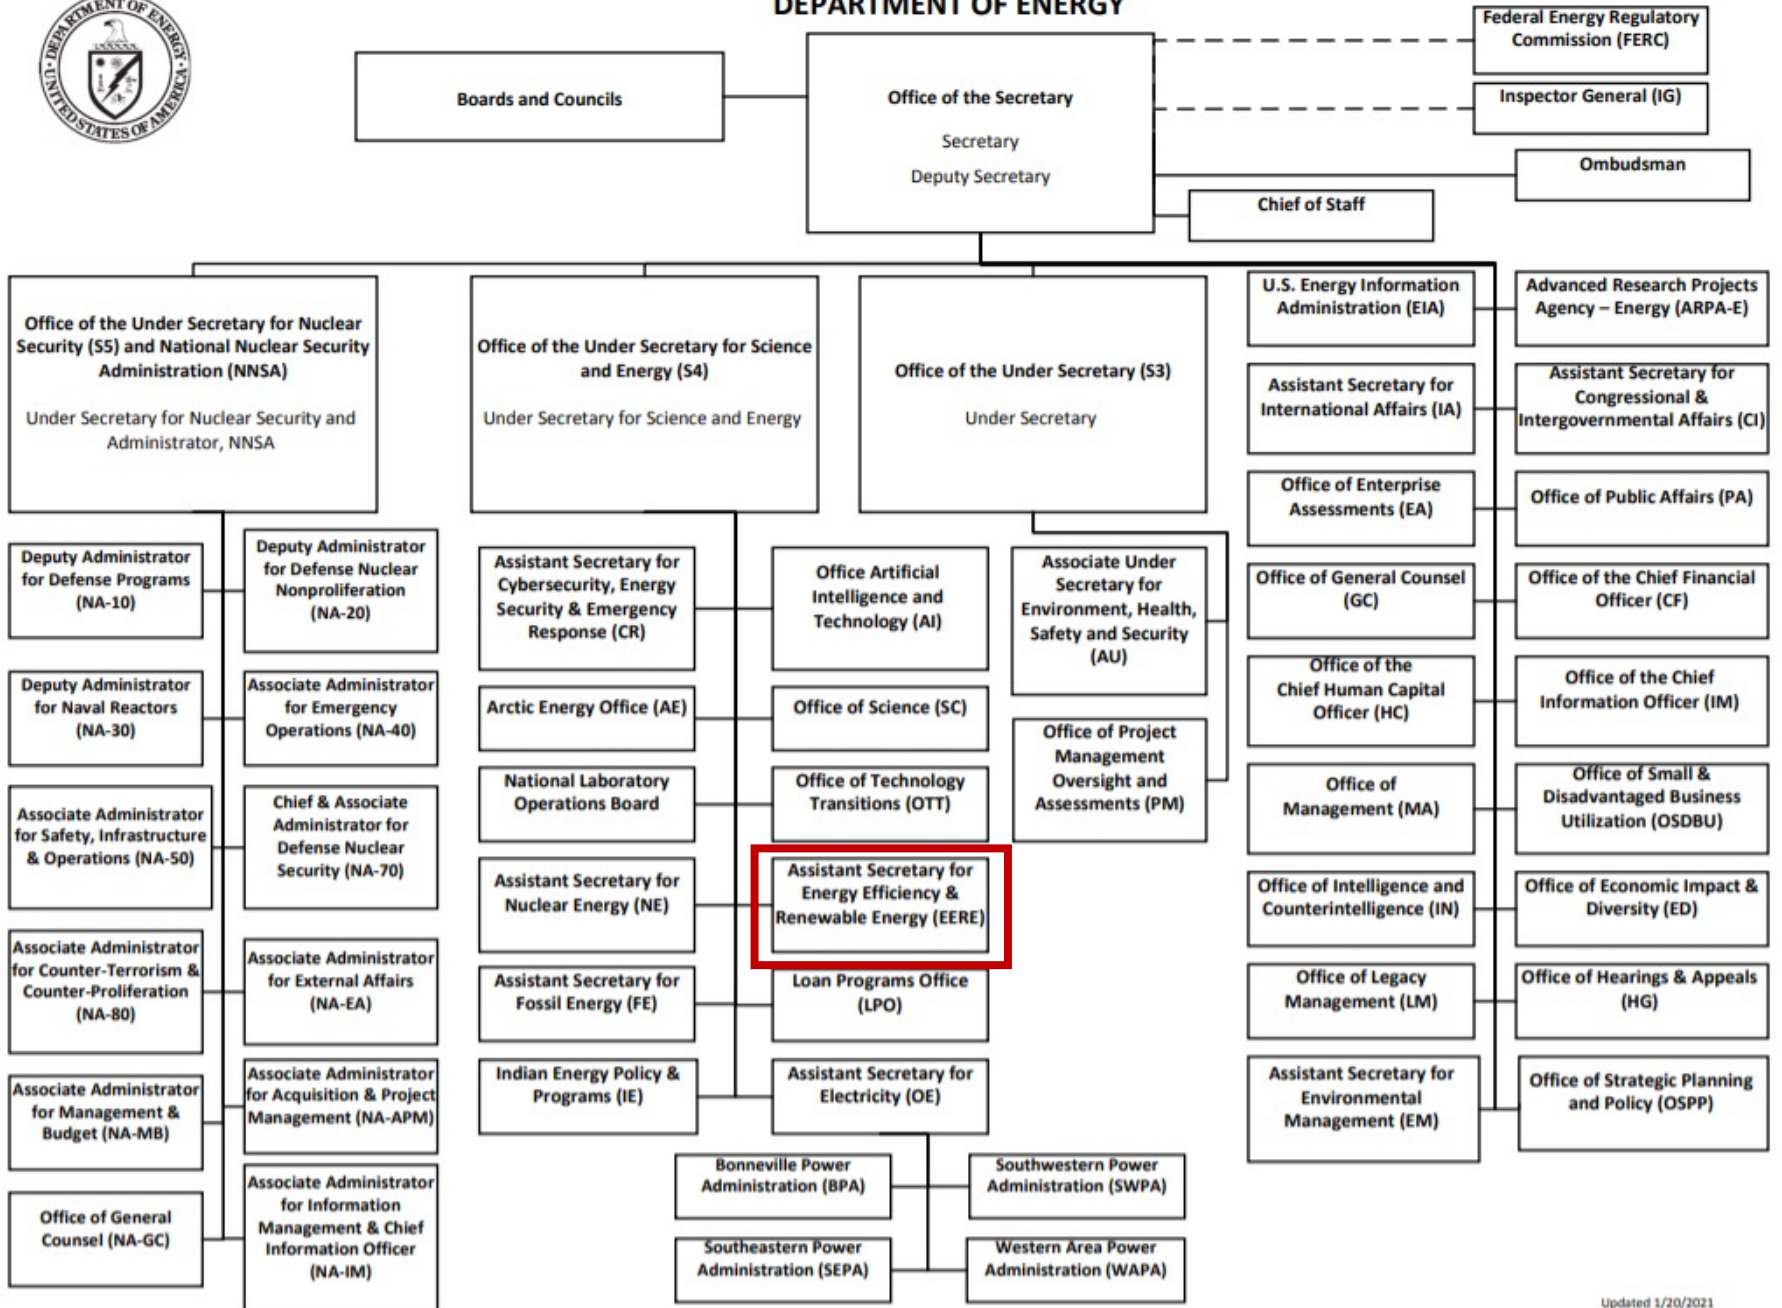 DEPARTMENT OF ENERGY
DEPARTMENT OF ENERGY
UNITED STATES OF AMERICA
Federal Energy Regulatory
Commission (FERC)
Boards and Councils
Office of the Secretary
Secretary
Deputy Secretary
Inspector General (IG)
Ombudsman
Chief of Staff
Office of the Under Secretary for Nuclear
Security (S5) and National Nuclear Security
Administration (NNSA)
Under Secretary for Nuclear Security and
Administrator, NNSA
Office of the Under Secretary for Science
and Energy (S4)
Under Secretary for Science and Energy
Office of the Under Secretary (S3)
Under Secretary
U.S. Energy Information
Administration (EIA)
Advanced Research Projects
Agency – Energy (ARPA-E)
Assistant Secretary for
International Affairs (IA)
Assistant Secretary for
Congressional &
Intergovernmental Affairs (CI)
Office of Enterprise
Assessments (EA)
Office of Public Affairs (PA)
Office of General Counsel
(GC)
Office of the Chief Financial
Officer (CF)
Office of the
Chief Human Capital
Officer (HC)
Office of the Chief
Information Officer (IM)
Office of
Management (MA)
Office of Small &
Disadvantaged Business
Utilization (OSDBU)
Office of Intelligence and
Counterintelligence (IN)
Office of Economic Impact &
Diversity (ED)
Office of Legacy
Management (LM)
Office of Hearings & Appeals
(HG)
Assistant Secretary for
Environmental
Management (EM)
Office of Strategic Planning
and Policy (OSPP)
Deputy Administrator
for Defense Programs
(NA-10)
Deputy Administrator
for Defense Nuclear
Nonproliferation
(NA-20)
Deputy Administrator
for Naval Reactors
(NA-30)
Associate Administrator
for Emergency
Operations (NA-40)
Associate Administrator
for Safety, Infrastructure
& Operations (NA-50)
Chief & Associate
Administrator for
Defense Nuclear
Security (NA-70)
Associate Administrator
for Counter-Terrorism &
Counter-Proliferation
(NA-80)
Associate Administrator
for External Affairs
(NA-EA)
Associate Administrator
for Management &
Budget (NA-MB)
Associate Administrator
for Acquisition & Project
Management (NA-APM)
Office of General
Counsel (NA-GC)
Associate Administrator
for Information
Management & Chief
Information Officer
(NA-IM)
Assistant Secretary for
Cybersecurity, Energy
Security & Emergency
Response (CR)
Office Artificial
Intelligence and
Technology (AI)
Arctic Energy Office (AE)
Office of Science (SC)
National Laboratory
Operations Board
Office of Technology
Transitions (OTT)
Assistant Secretary for
Nuclear Energy (NE)
Assistant Secretary for
Energy Efficiency &
Renewable Energy (EERE)
Assistant Secretary for
Fossil Energy (FE)
Loan Programs Office
(LPO)
Indian Energy Policy &
Programs (IE)
Assistant Secretary for
Electricity (OE)
Bonneville Power
Administration (BPA)
Southwestern Power
Administration (SWPA)
Southeastern Power
Administration (SEPA)
Western Area Power
Administration (WAPA)
Associate Under
Secretary for
Environment, Health,
Safety and Security
(AU)
Office of Project
Management
Oversight and
Assessments (PM)
Updated 1/20/2021